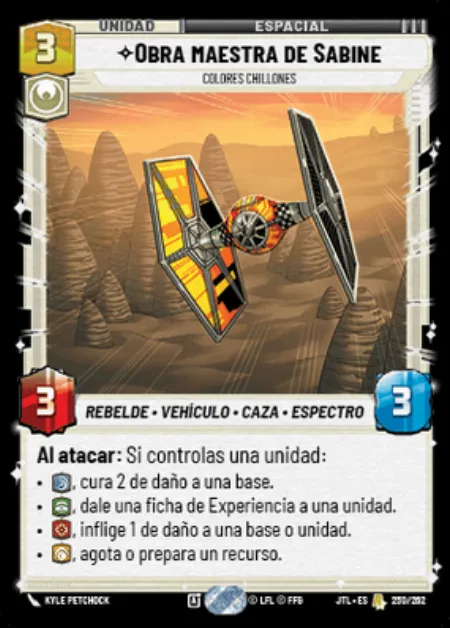 UNIDAD
ESPACIAL
3
✧OBRA MAESTRA DE SABINE
COLORES CHILLONES
3
REBELDE • VEHÍCULO • CAZA • ESPECTRO
3
Al atacar: Si controlas una unidad:
• , cura 2 de daño a una base.
• , dale una ficha de Experiencia a una unidad.
• , inflige 1 de daño a una base o unidad.
• , agota o prepara un recurso.
KYLE PETCHOCK
A
© LFL © FFG
JTL • ES